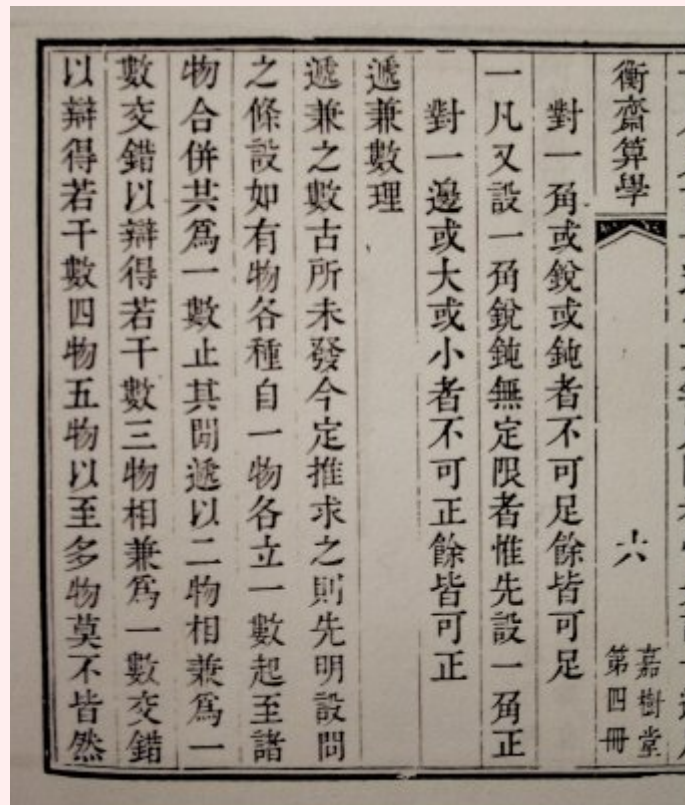 衡齋算學
六
嘉樹堂
第四冊
對一角或銳或鈍者不可足餘皆可足
一凡又設一角銳鈍無定限者惟先設一角正
對一邊或大或小者不可正餘皆可正
遞兼數理
遞兼之數古所未發今定推求之則先明設問
之條設如有物各種自一物各立一數起至諸
物合併共爲一數止其間遞以二物相兼爲一
數交錯以辯得若干數三物相兼爲一數交錯
以辯得若干數四物五物以至多物莫不皆然